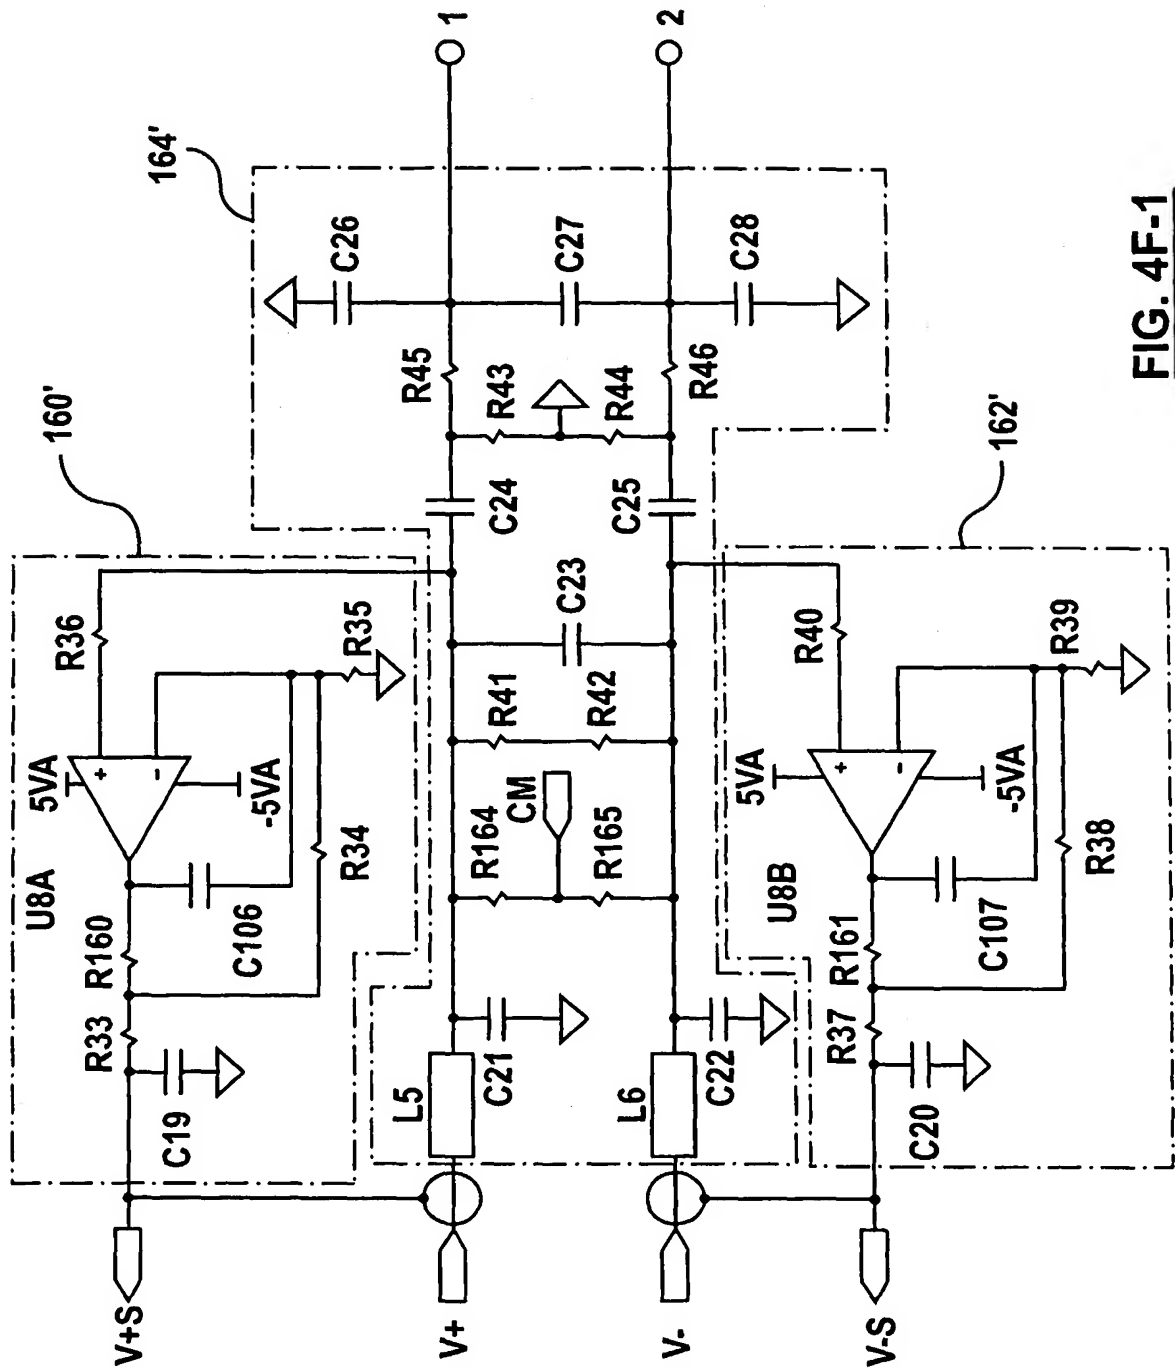 160'
164'
U8A
5VA
+
-
-5VA
R36
R35
R34
R160
C106
R33
C19
V+S
V+
L5
C21
R164
CM
R165
R41
R42
C23
C24
C25
R45
R43
R44
R46
C26
C27
C28
1
2
V-
L6
C22
V-S
U8B
5VA
+
-
-5VA
R40
R39
R38
R161
C107
R37
C20
162'
FIG. 4F-1